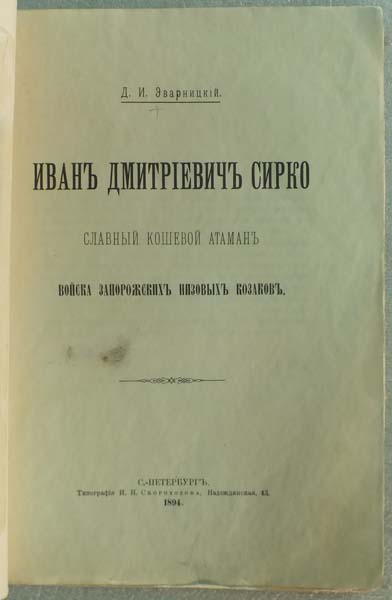 Д. И. Эварницкій.
ИВАНЪ ДМИТРІЕВИЧЪ СИРКО
СЛАВНЫЙ КОШЕВОЙ АТАМАНЪ
ВОЙСКА ЗАПОРОЖСКИХЪ НИЗОВЫХЪ КОЗАКОВЪ.
С.-ПЕТЕРБУРГЪ.
Типографія И. Н. Скороходова, Надеждинская, 43.
1894.